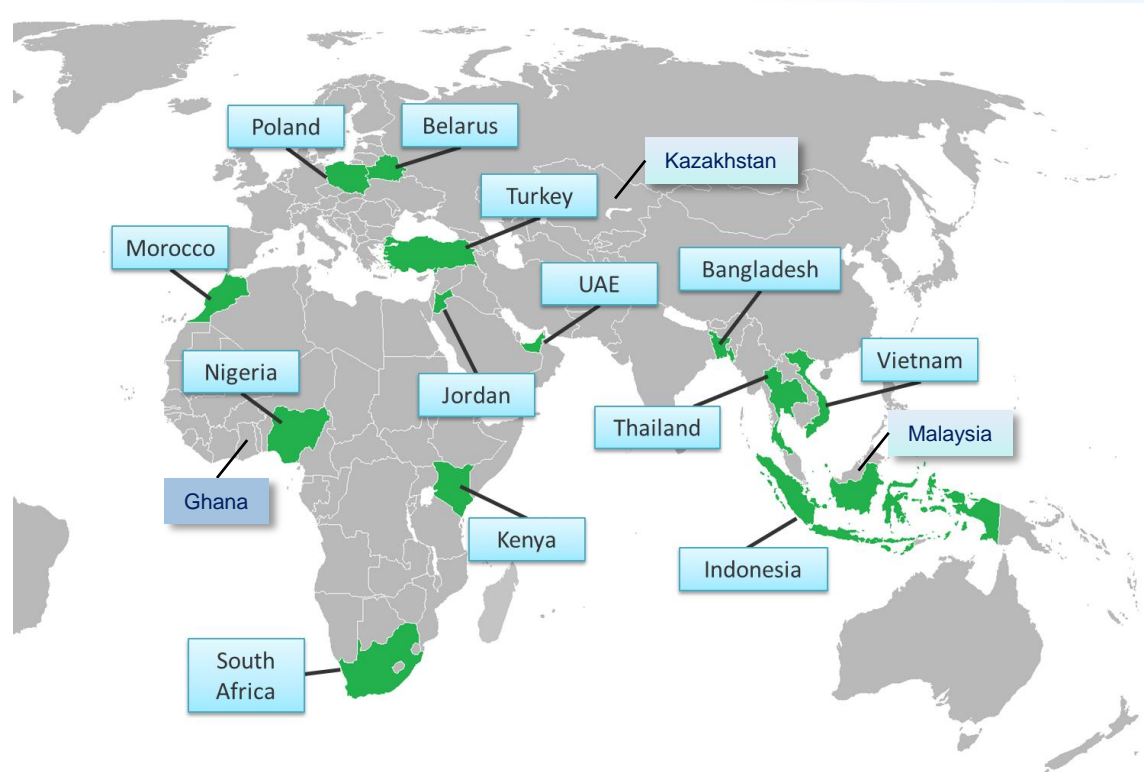 Poland
Belarus
Kazakhstan
Turkey
Morocco
Bangladesh
UAE
Nigeria
Vietnam
Jordan
Thailand
Malaysia
Ghana
Kenya
Indonesia
South
Africa